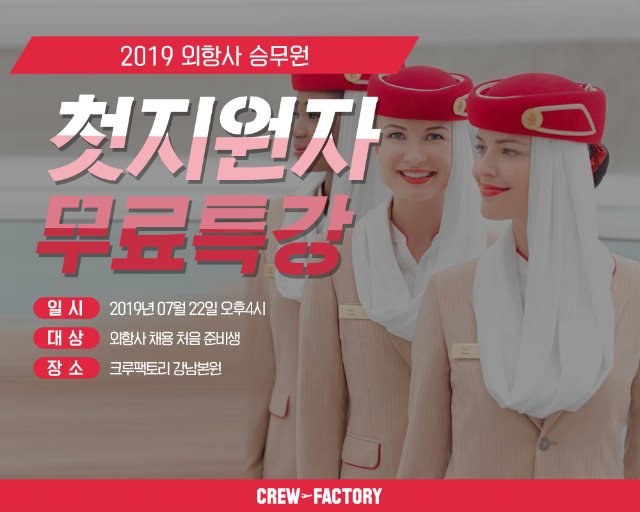 2019 외항사 승무원
첫지원자
무료특강
일 시 2019년 07월 22일 오후4시
대 상 외항사 채용 처음 준비생
장 소 크루팩토리 강남본원
CREW FACTORY